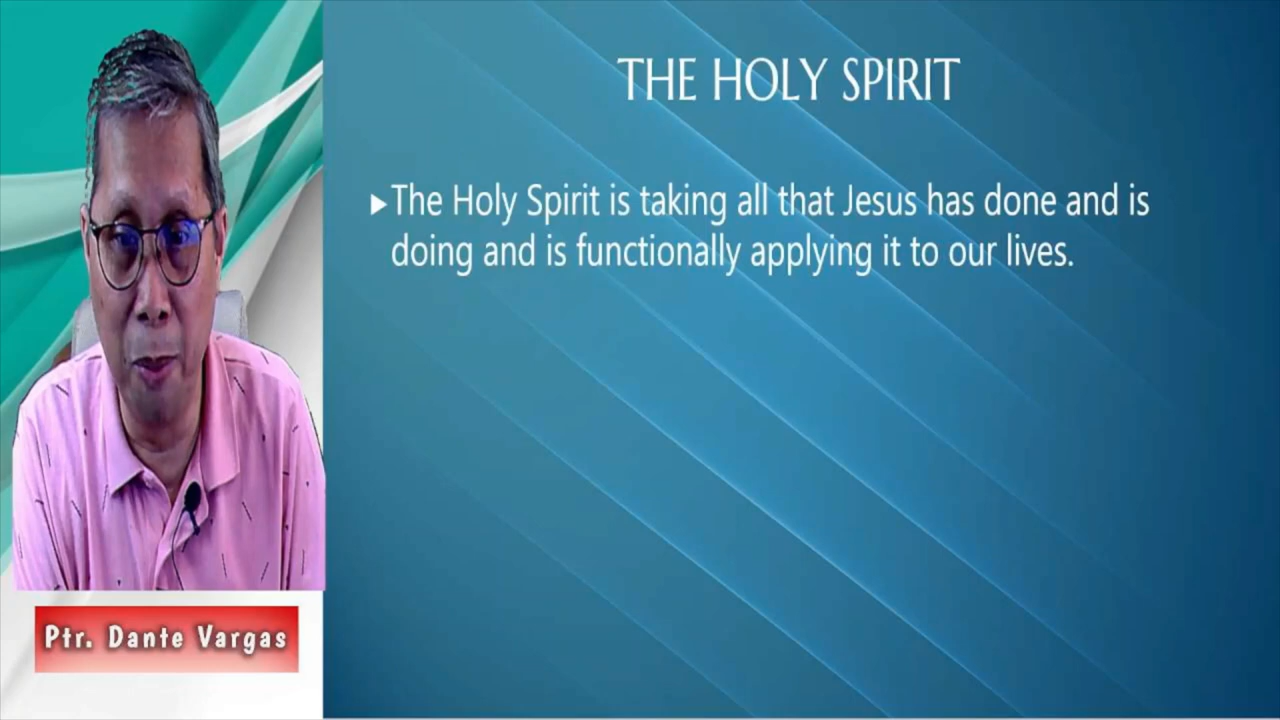 THE HOLY SPIRIT
▶The Holy Spirit is taking all that Jesus has done and is
doing and is functionally applying it to our lives.
Ptr. Dante Vargas